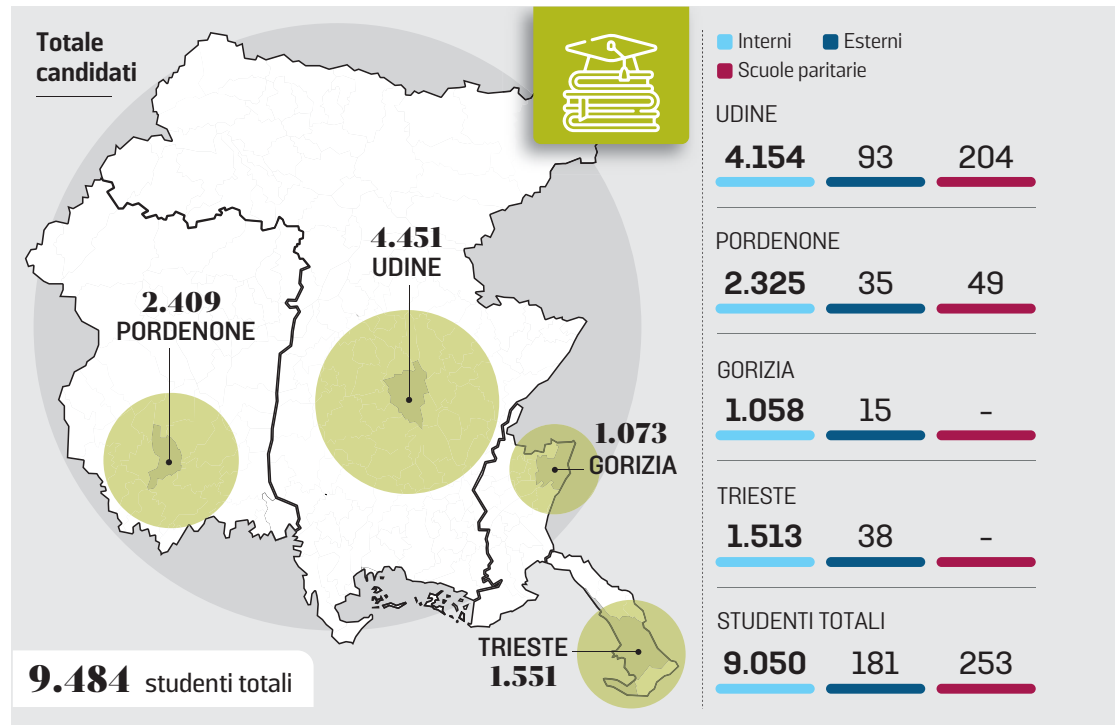 Totale
candidati
4.451
UDINE
2.409
PORDENONE
1.073
GORIZIA
TRIESTE
1.551
9.484 studenti totali
Interni Esterni
Scuole paritarie
UDINE
4.154 93 204
PORDENONE
2.325 35 49
GORIZIA
1.058 15 -
TRIESTE
1.513 38 -
STUDENTI TOTALI
9.050 181 253